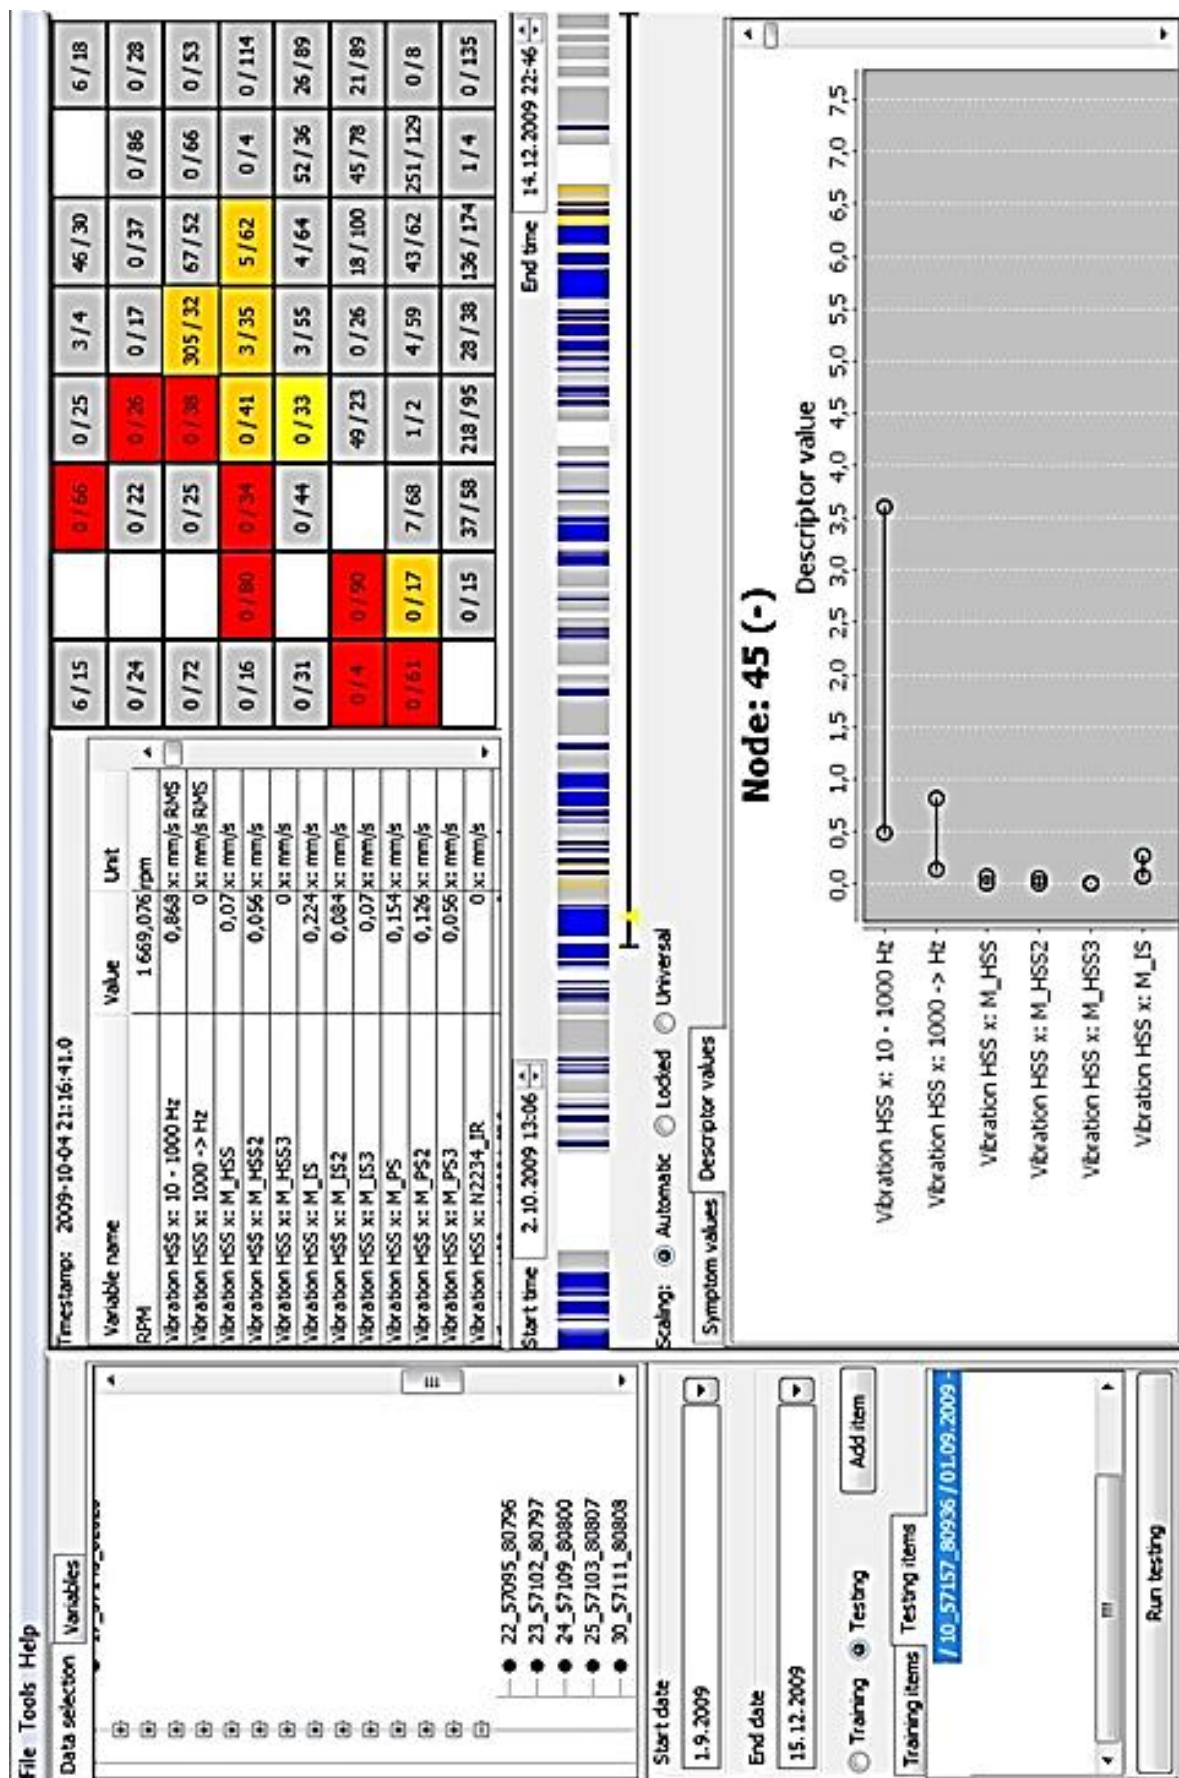 File Tools Help
Data selection Variables
22_57095_80796
23_57102_80797
24_57109_80800
25_57103_80807
30_57111_80808
Start date
1.9.2009
End date
15.12.2009
Training Testing Add item
Training items Testing items
/ 10_57157_80936 / 01.09.2009 -
Run testing
Timestamp: 2009-10-04 21:16:41.0
Variable name Value Unit
RPM 1 669,076 rpm
Vibration HSS x: 10 - 1000 Hz 0,868 x: mm/s RMS
Vibration HSS x: 1000 -> Hz 0 x: mm/s RMS
Vibration HSS x: M_HSS 0,07 x: mm/s
Vibration HSS x: M_HSS2 0,056 x: mm/s
Vibration HSS x: M_HSS3 0 x: mm/s
Vibration HSS x: M_IS 0,224 x: mm/s
Vibration HSS x: M_IS2 0,084 x: mm/s
Vibration HSS x: M_IS3 0,07 x: mm/s
Vibration HSS x: M_PS 0,154 x: mm/s
Vibration HSS x: M_PS2 0,126 x: mm/s
Vibration HSS x: M_PS3 0,056 x: mm/s
Vibration HSS x: N2234_IR 0 x: mm/s
6 / 15 0 / 66 0 / 25 3 / 4 46 / 30 6 / 18
0 / 24 0 / 22 0 / 26 0 / 17 0 / 37 0 / 86 0 / 28
0 / 72 0 / 25 0 / 38 305 / 32 67 / 52 0 / 66 0 / 53
0 / 16 0 / 80 0 / 34 0 / 41 3 / 35 5 / 62 0 / 4 0 / 114
0 / 31 0 / 44 0 / 33 3 / 55 4 / 64 52 / 36 26 / 89
0 / 4 0 / 90 49 / 23 0 / 26 18 / 100 45 / 78 21 / 89
0 / 61 0 / 17 7 / 68 1 / 2 4 / 59 43 / 62 251 / 129 0 / 8
0 / 15 37 / 58 218 / 95 28 / 38 136 / 174 1 / 4 0 / 135
Start time 2.10.2009 13:06 End time 14.12.2009 22:46
Scaling: Automatic Locked Universal
Symptom values Descriptor values
Node: 45 (-)
Descriptor value
0,0 0,5 1,0 1,5 2,0 2,5 3,0 3,5 4,0 4,5 5,0 5,5 6,0 6,5 7,0 7,5
Vibration HSS x: 10 - 1000 Hz
Vibration HSS x: 1000 -> Hz
Vibration HSS x: M_HSS
Vibration HSS x: M_HSS2
Vibration HSS x: M_HSS3
Vibration HSS x: M_IS